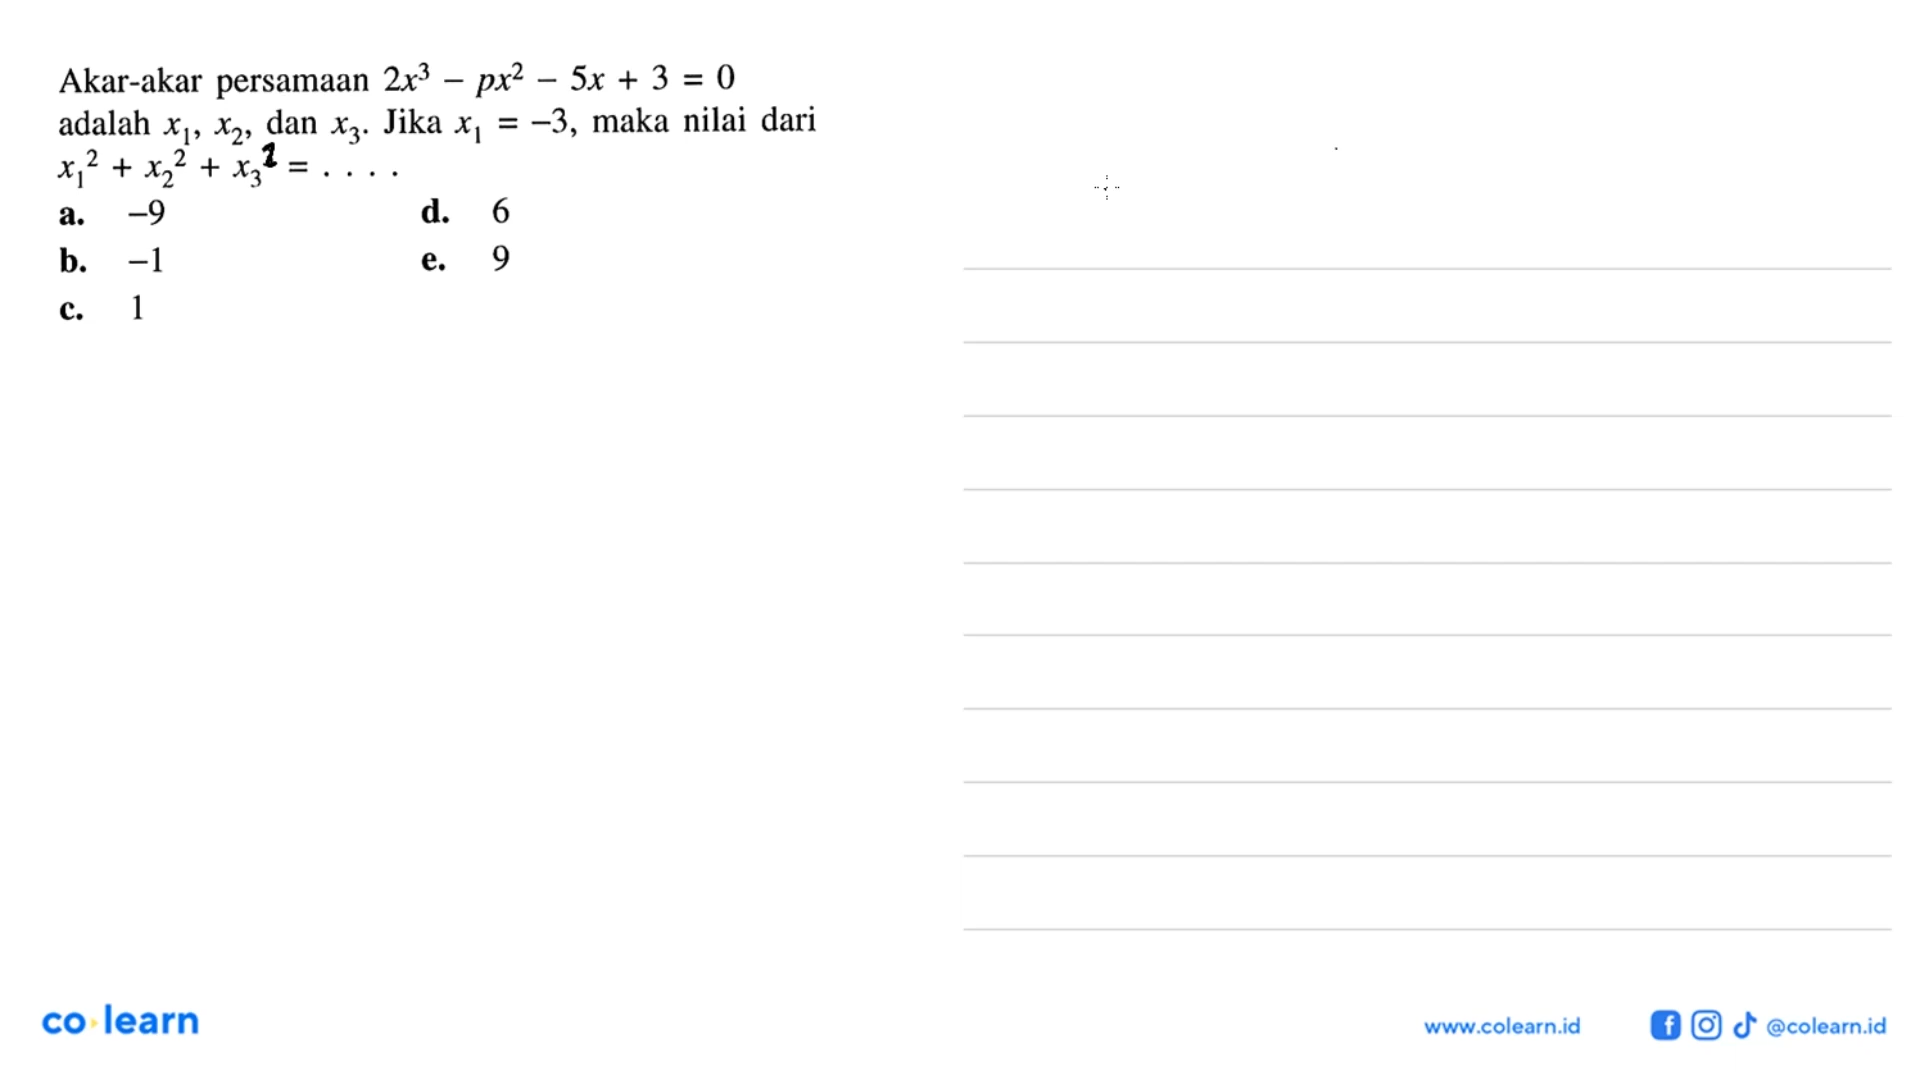 Akar-akar persamaan 2x³ – px² – 5x + 3 = 0
adalah x₁, x₂, dan x₃. Jika x₁ = –3, maka nilai dari
x₁² + x₂² + x₃² = . . . .
a. –9
b. –1
c. 1
d. 6
e. 9
co learn
www.colearn.id
@colearn.id